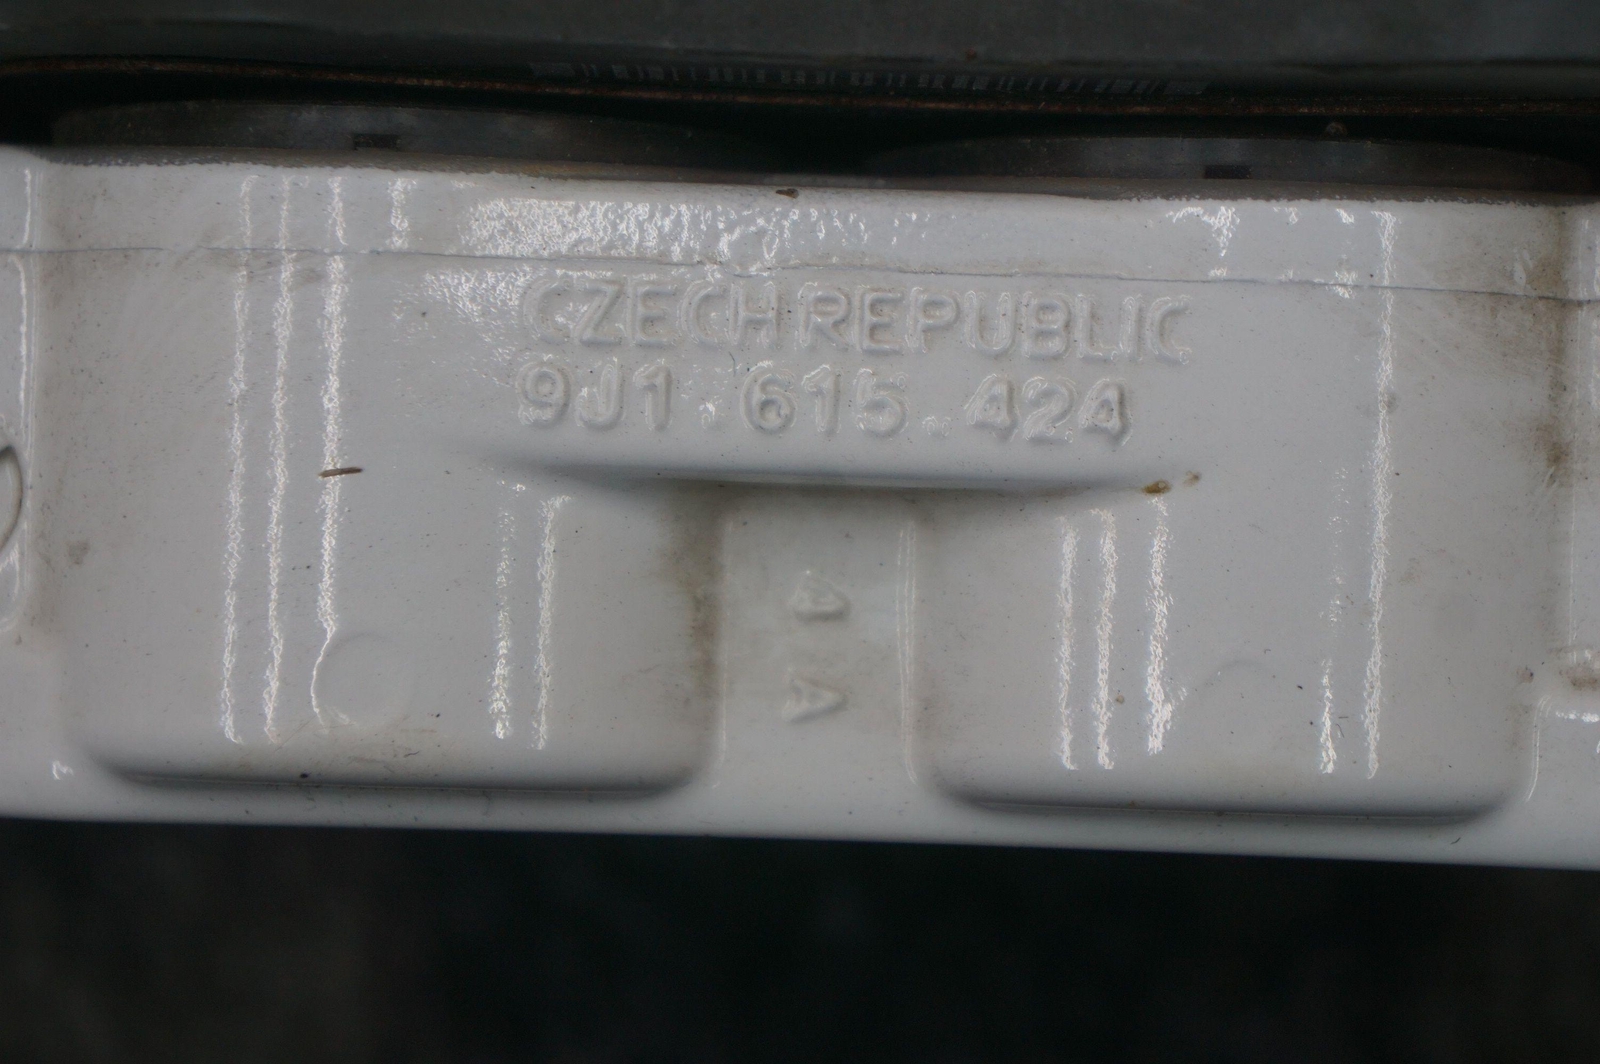 CZECH REPUBLIC
9J1.615.424
4 A